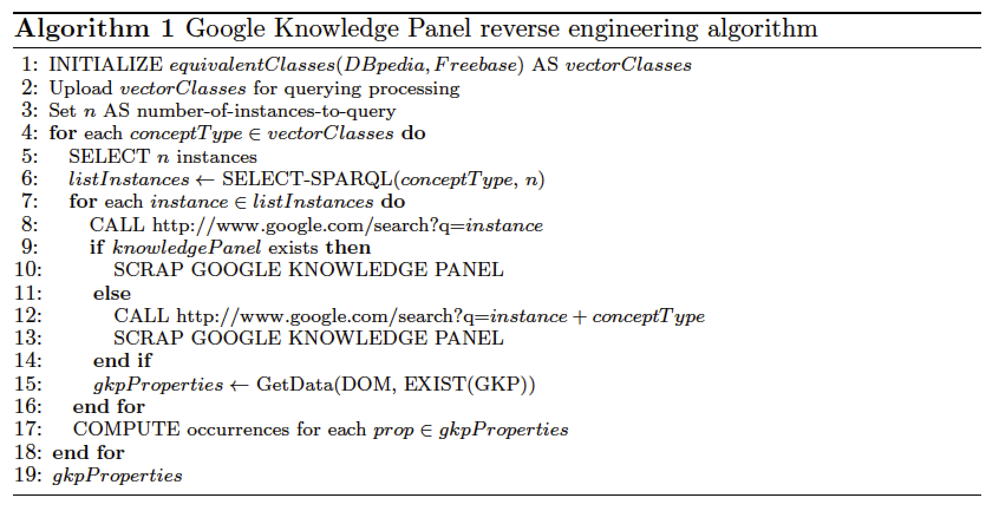 Algorithm 1 Google Knowledge Panel reverse engineering algorithm
1: INITIALIZE equivalentClasses(DBpedia, Freebase) AS vectorClasses
2: Upload vectorClasses for querying processing
3: Set n AS number-of-instances-to-query
4: for each conceptType ∈ vectorClasses do
5: SELECT n instances
6: listInstances ← SELECT-SPARQL(conceptType, n)
7: for each instance ∈ listInstances do
8: CALL http://www.google.com/search?q=instance
9: if knowledgePanel exists then
10: SCRAP GOOGLE KNOWLEDGE PANEL
11: else
12: CALL http://www.google.com/search?q=instance + conceptType
13: SCRAP GOOGLE KNOWLEDGE PANEL
14: end if
15: gkpProperties ← GetData(DOM, EXIST(GKP))
16: end for
17: COMPUTE occurrences for each prop ∈ gkpProperties
18: end for
19: gkpProperties